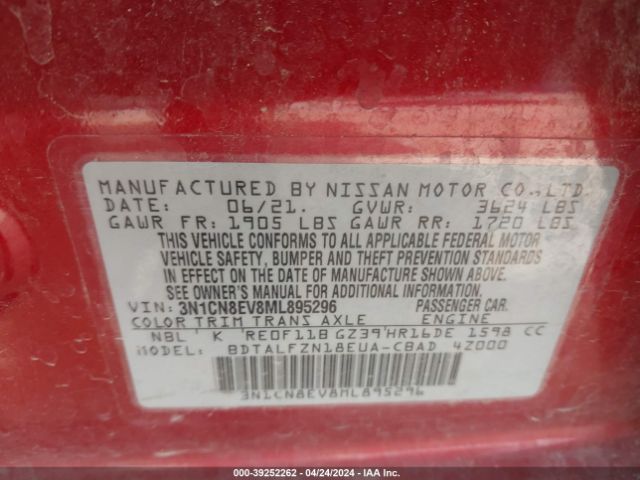 MANUFACTURED BY NISSAN MOTOR CO.,LTD.
DATE: 06/21. GVWR: 3624 LBS
GAWR FR: 1905 LBS GAWR RR: 1720 LBS
THIS VEHICLE CONFORMS TO ALL APPLICABLE FEDERAL MOTOR
VEHICLE SAFETY, BUMPER AND THEFT PREVENTION STANDARDS
IN EFFECT ON THE DATE OF MANUFACTURE SHOWN ABOVE.
SEE OWNER'S MANUAL FOR ADDITIONAL INFORMATION
VIN: 3N1CN8EV8ML895296 PASSENGER CAR.
COLOR TRIM TRANS AXLE ENGINE
NBL' K 'RE0F11B GZ39'HR16DE 1598 CC
MODEL: BDTALFZN18EUA-CBAD 4Z000
3N1CN8EV8ML895296
000-39252262 - 04/24/2024 - IAA Inc.